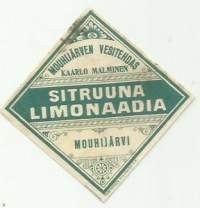 MOUHIJÄRVEN VESITEHDAS
KAARLO MALMINEN
SITRUUNA
LIMONAADIA
MOUHIJÄRVI